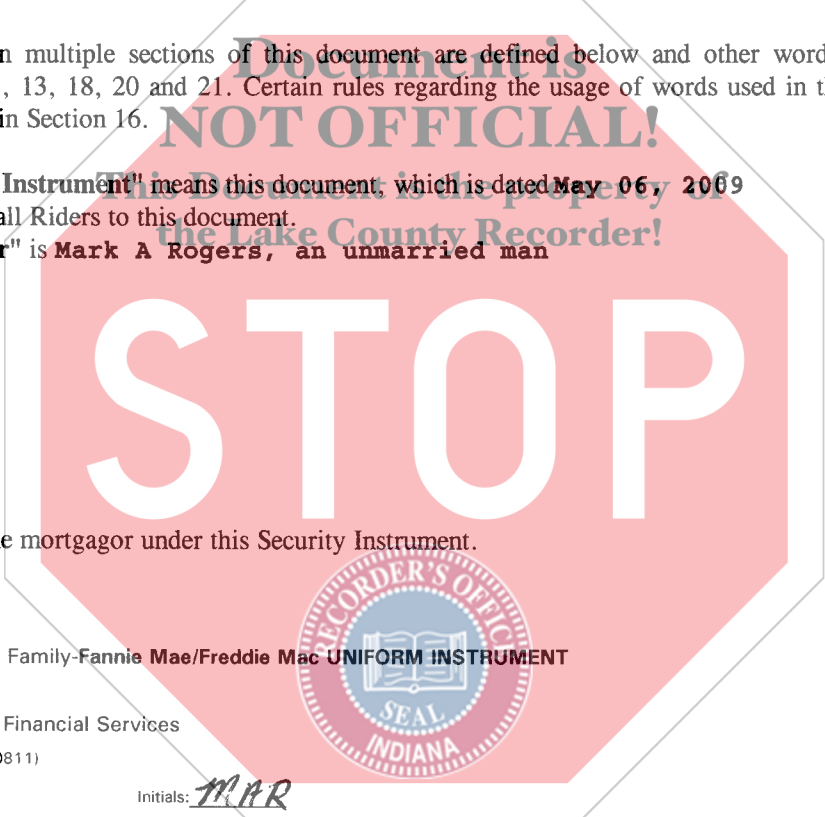 Document is
n multiple sections of this document are defined below and other word
, 13, 18, 20 and 21. Certain rules regarding the usage of words used in t
in Section 16.
NOT OFFICIAL!
Instrument" means this document, which is dated May 06, 2009
This Document is the property of
all Riders to this document.
the Lake County Recorder!
r" is Mark A Rogers, an unmarried man
STOP
e mortgagor under this Security Instrument.
RECORDER'S OFFIC
Family-Fannie Mae/Freddie Mac UNIFORM INSTRUMENT
SEAL
INDIANA
Financial Services
0811)
Initials: MAR